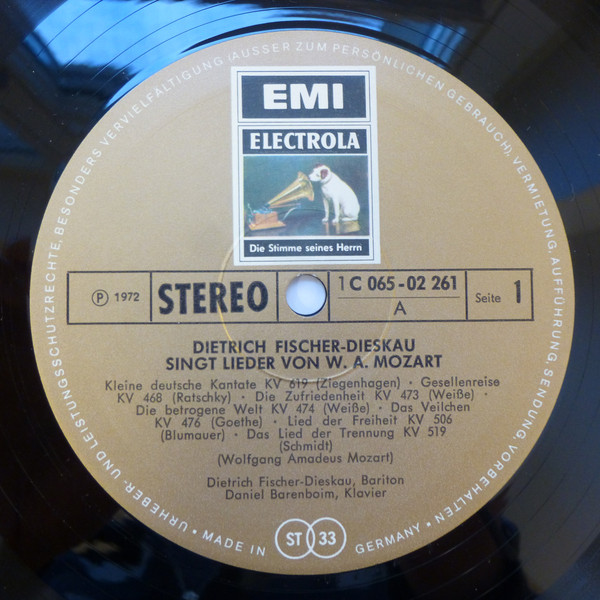 EMI
ELECTROLA
Die Stimme seines Herrn
Ⓟ 1972
STEREO
1 C 065-02 261
A
Seite 1
DIETRICH FISCHER-DIESKAU
SINGT LIEDER VON W. A. MOZART
Kleine deutsche Kantate KV 619 (Ziegenhagen) · Gesellenreise
KV 468 (Ratschky) · Die Zufriedenheit KV 473 (Weiße) ·
Die betrogene Welt KV 474 (Weiße) · Das Veilchen
KV 476 (Goethe) · Lied der Freiheit KV 506
(Blumauer) · Das Lied der Trennung KV 519
(Schmidt)
(Wolfgang Amadeus Mozart)
Dietrich Fischer-Dieskau, Bariton
Daniel Barenboim, Klavier
ST 33
URHEBER- UND LEISTUNGSSCHUTZRECHTE, BESONDERS VERVIELFÄLTIGUNG (AUSSER ZUM PERSÖNLICHEN GEBRAUCH), VERMIETUNG, AUFFÜHRUNG, SENDUNG, VORBEHALTEN · MADE IN GERMANY ·